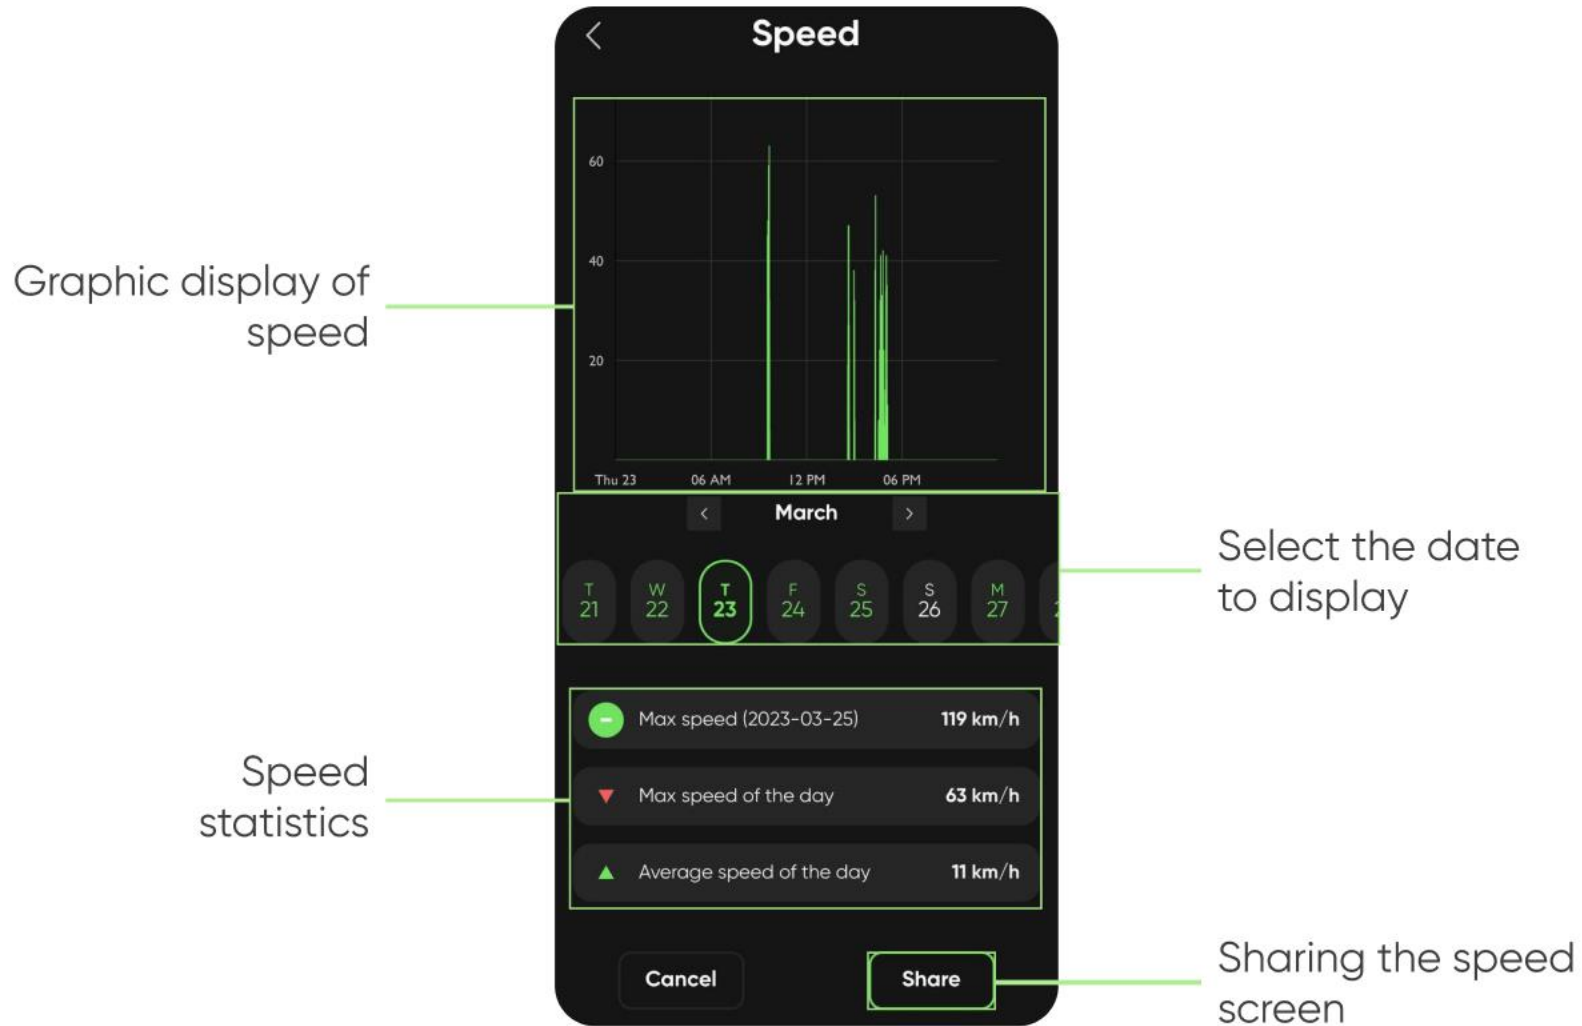 Speed
60
40
20
Thu 23 06 AM 12 PM 06 PM
Graphic display of
speed
< March >
T W T F S S M
21 22 23 24 25 26 27
Select the date
to display
Max speed (2023-03-25) 119 km/h
Max speed of the day 63 km/h
Average speed of the day 11 km/h
Speed
statistics
Cancel Share
Sharing the speed
screen